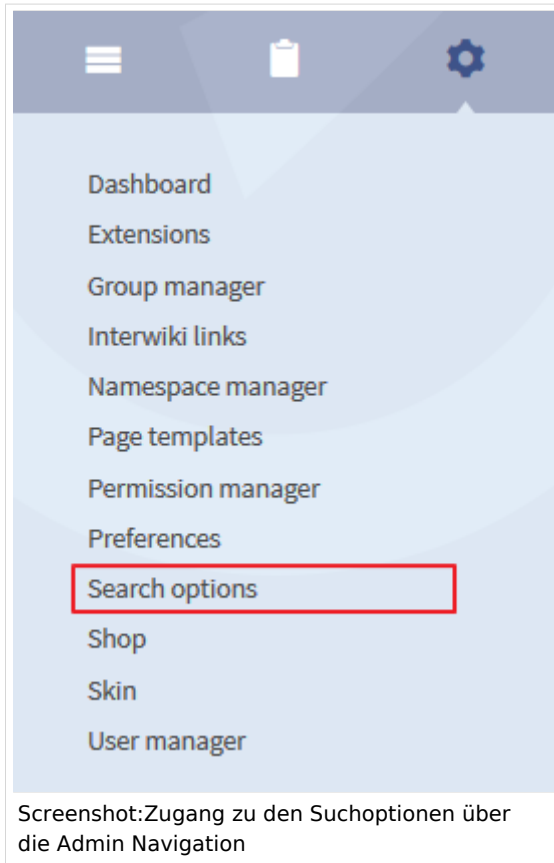 Dashboard
Extensions
Group manager
Interwiki links
Namespace manager
Page templates
Permission manager
Preferences
Search options
Shop
Skin
User manager
Screenshot:Zugang zu den Suchoptionen über
die Admin Navigation